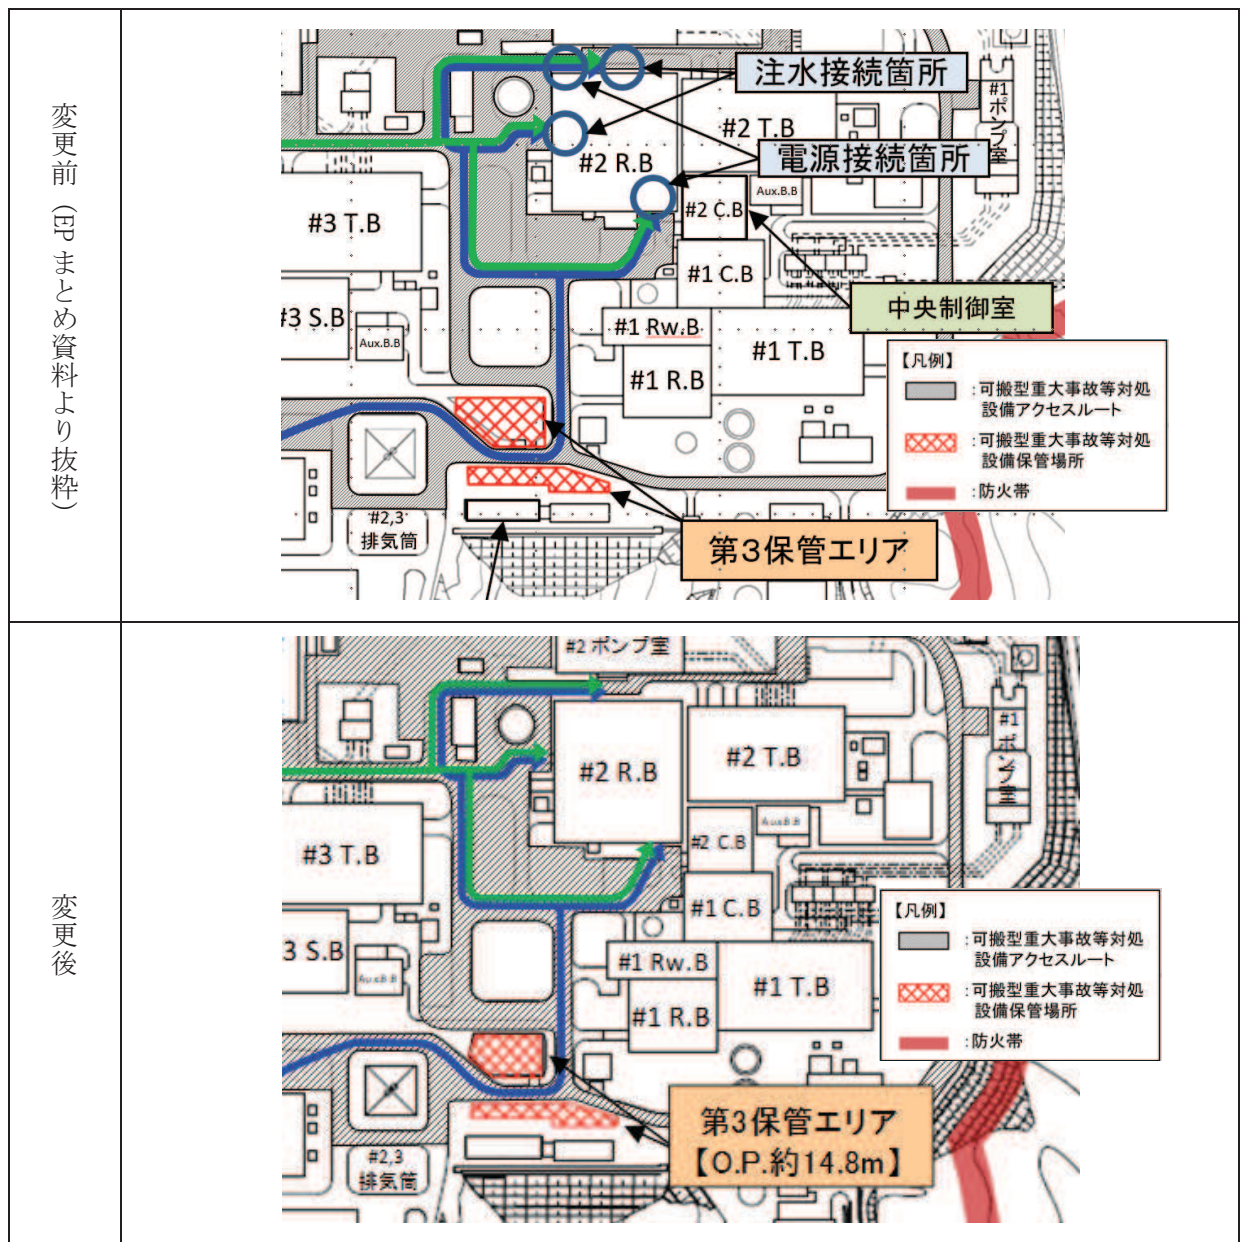 変更前（EPまとめ資料より抜粋）
注水接続箇所
#1ポンプ室
#2 T.B
電源接続箇所
#2 R.B
Aux.B.B
#2 C.B
#3 T.B
#1 C.B
中央制御室
#3 S.B
#1 Rw.B
Aux.B.B
#1 T.B
#1 R.B
【凡例】
:可搬型重大事故等対処
設備アクセスルート
:可搬型重大事故等対処
設備保管場所
:防火帯
#2,3
排気筒
第３保管エリア
変更後
#2 ポンプ室
#1ポンプ室
#2 T.B
#2 R.B
Aux.B.B
#2 C.B
#3 T.B
#1 C.B
3 S.B
#1 Rw.B
Aux.B.B
#1 T.B
#1 R.B
【凡例】
:可搬型重大事故等対処
設備アクセスルート
:可搬型重大事故等対処
設備保管場所
:防火帯
第3保管エリア
【O.P.約14.8m】
#2,3
排気筒